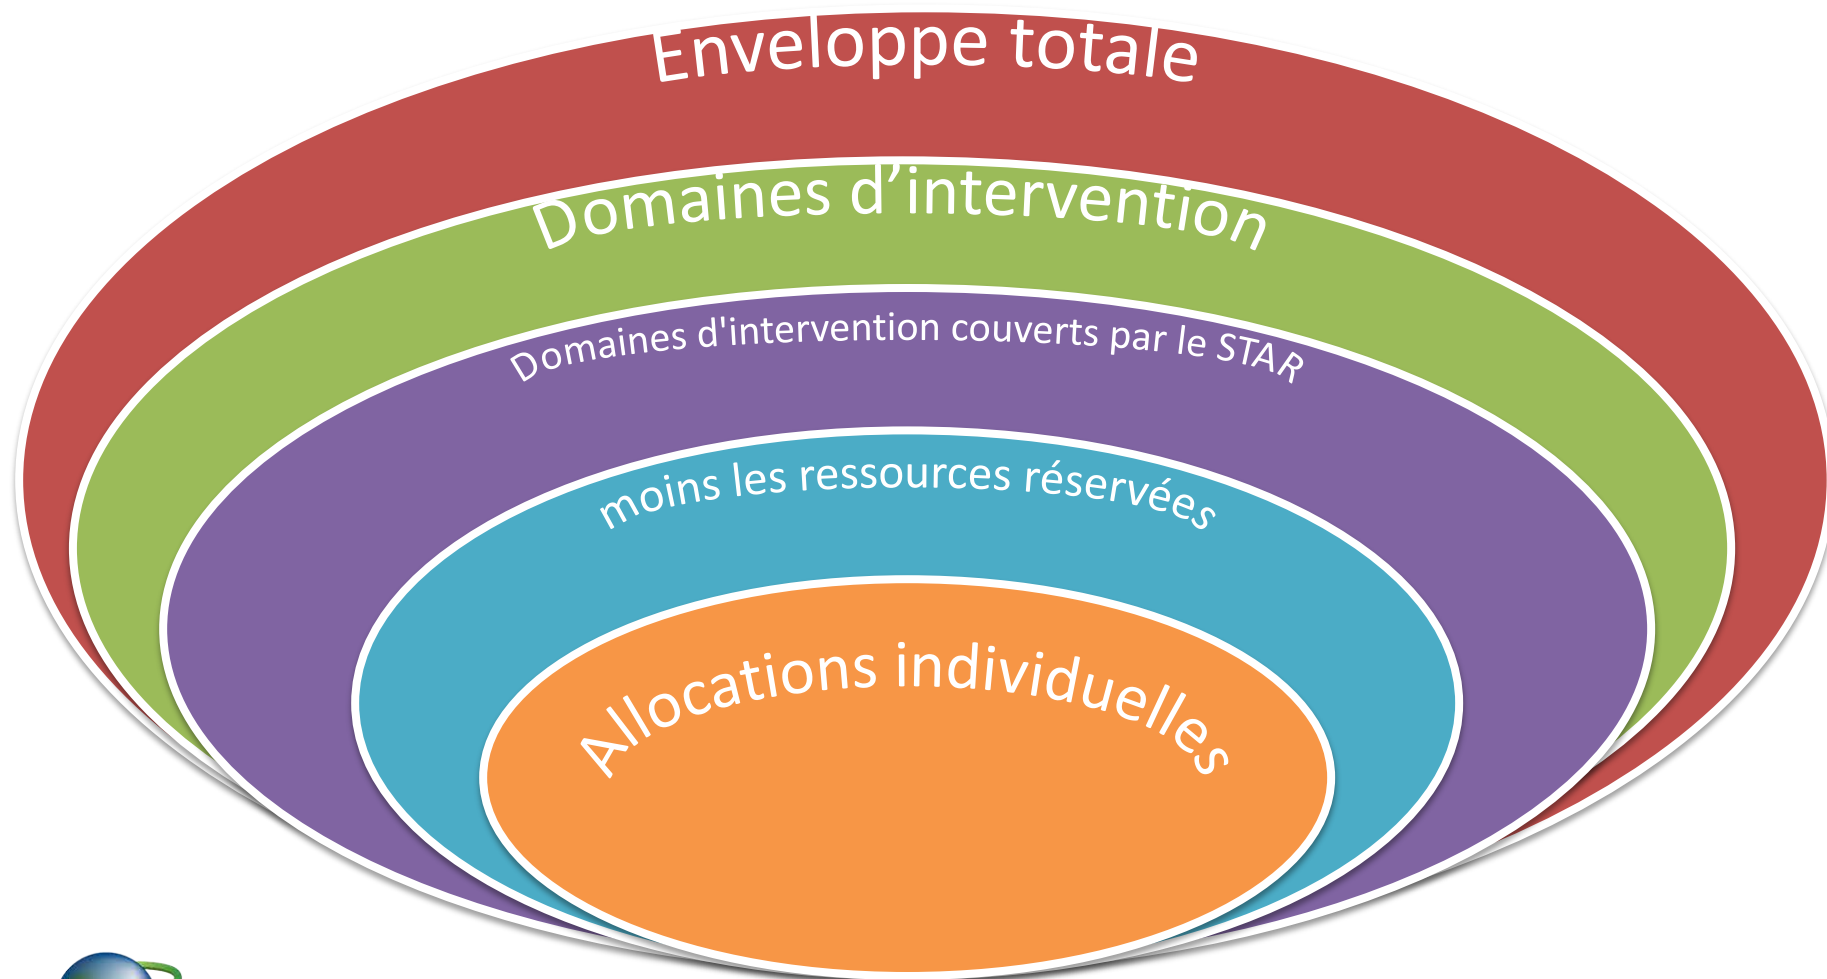 Enveloppe totale
Domaines d’intervention
Domaines d'intervention couverts par le STAR
moins les ressources réservées
Allocations individuelles